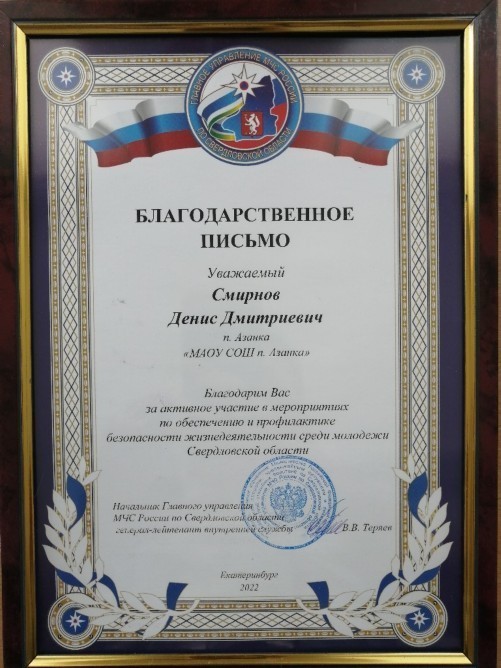 ГЛАВНОЕ УПРАВЛЕНИЕ МЧС РОССИИ
ПО СВЕРДЛОВСКОЙ ОБЛАСТИ
БЛАГОДАРСТВЕННОЕ
ПИСЬМО
Уважаемый
Смирнов
Денис Дмитриевич
п. Азанка
«МАОУ СОШ п. Азанка»
Благодарим Вас
за активное участие в мероприятиях
по обеспечению и профилактике
безопасности жизнедеятельности среди молодежи
Свердловской области
Начальник Главного управления
МЧС России по Свердловской области
генерал-лейтенант внутренней службы
В.В. Теряев
Екатеринбург
2022